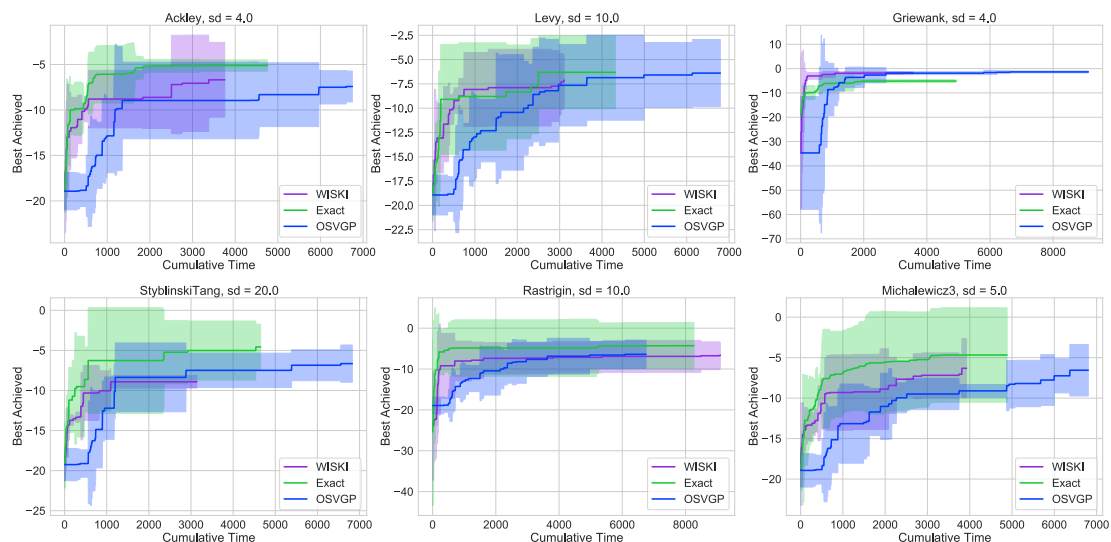 Ackley, sd = 4.0
Best Achieved
−5
−10
−15
−20
0 1000 2000 3000 4000 5000 6000 7000
Cumulative Time
WISKI
Exact
OSVGP
Levy, sd = 10.0
Best Achieved
−2.5
−5.0
−7.5
−10.0
−12.5
−15.0
−17.5
−20.0
−22.5
0 1000 2000 3000 4000 5000 6000 7000
Cumulative Time
WISKI
Exact
OSVGP
Griewank, sd = 4.0
Best Achieved
10
0
−10
−20
−30
−40
−50
−60
−70
0 2000 4000 6000 8000
Cumulative Time
WISKI
Exact
OSVGP
StyblinskiTang, sd = 20.0
Best Achieved
0
−5
−10
−15
−20
−25
0 1000 2000 3000 4000 5000 6000 7000
Cumulative Time
WISKI
Exact
OSVGP
Rastrigin, sd = 10.0
Best Achieved
0
−10
−20
−30
−40
0 2000 4000 6000 8000
Cumulative Time
WISKI
Exact
OSVGP
Michalewicz3, sd = 5.0
Best Achieved
0
−5
−10
−15
−20
0 1000 2000 3000 4000 5000 6000 7000
Cumulative Time
WISKI
Exact
OSVGP